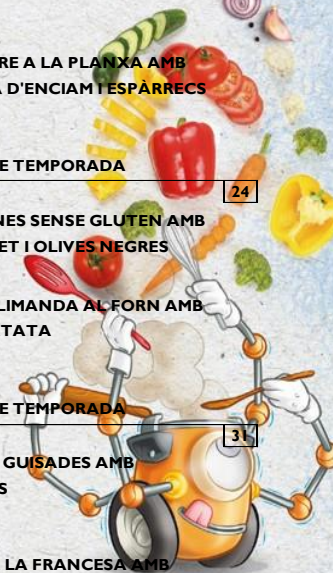 RE A LA PLANXA AMB
A D'ENCIAM I ESPÀRRECS
E TEMPORADA
24
NES SENSE GLUTEN AMB
ET I OLIVES NEGRES
LIMANDA AL FORN AMB
TATA
E TEMPORADA
31
GUISADES AMB
S
LA FRANCESA AMB